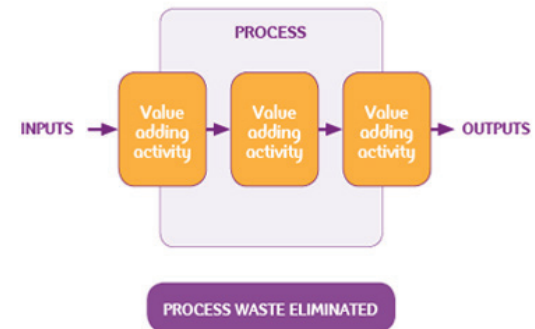 PROCESS
INPUTS
Value
adding
activity
Value
adding
activity
Value
adding
activity
OUTPUTS
PROCESS WASTE ELIMINATED